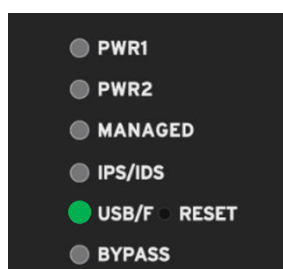 PWR1
PWR2
MANAGED
IPS/IDS
USB/F RESET
BYPASS